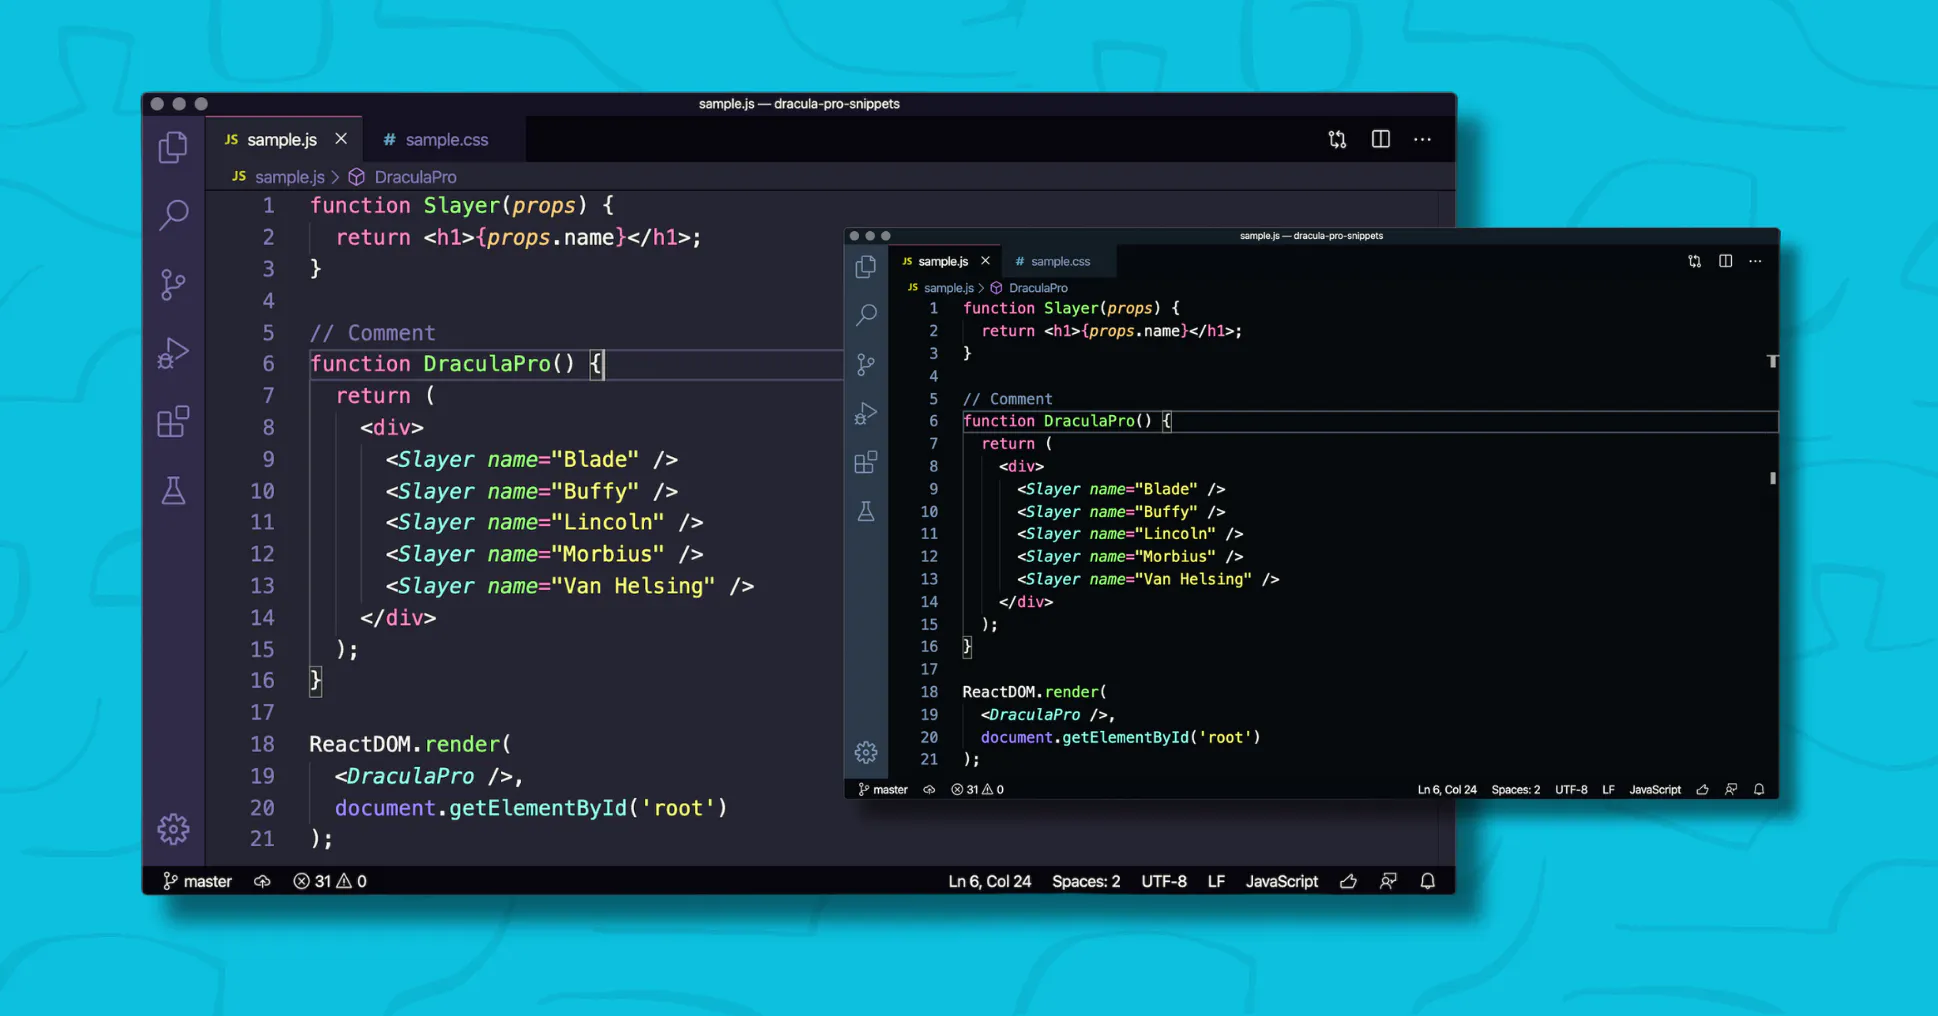 sample.js — dracula-pro-snippets
JS sample.js × # sample.css
JS sample.js > DraculaPro
1 function Slayer(props) {
2 return <h1>{props.name}</h1>;
3 }
4
5 // Comment
6 function DraculaPro() {
7 return (
8 <div>
9 <Slayer name="Blade" />
10 <Slayer name="Buffy" />
11 <Slayer name="Lincoln" />
12 <Slayer name="Morbius" />
13 <Slayer name="Van Helsing" />
14 </div>
15 );
16 }
17
18 ReactDOM.render(
19 <DraculaPro />,
20 document.getElementById('root')
21 );
master 31 0 Ln 6, Col 24 Spaces: 2 UTF-8 LF JavaScript
sample.js — dracula-pro-snippets
JS sample.js × # sample.css
JS sample.js > DraculaPro
1 function Slayer(props) {
2 return <h1>{props.name}</h1>;
3 }
4
5 // Comment
6 function DraculaPro() {
7 return (
8 <div>
9 <Slayer name="Blade" />
10 <Slayer name="Buffy" />
11 <Slayer name="Lincoln" />
12 <Slayer name="Morbius" />
13 <Slayer name="Van Helsing" />
14 </div>
15 );
16 }
17
18 ReactDOM.render(
19 <DraculaPro />,
20 document.getElementById('root')
21 );
master 31 0 Ln 6, Col 24 Spaces: 2 UTF-8 LF JavaScript